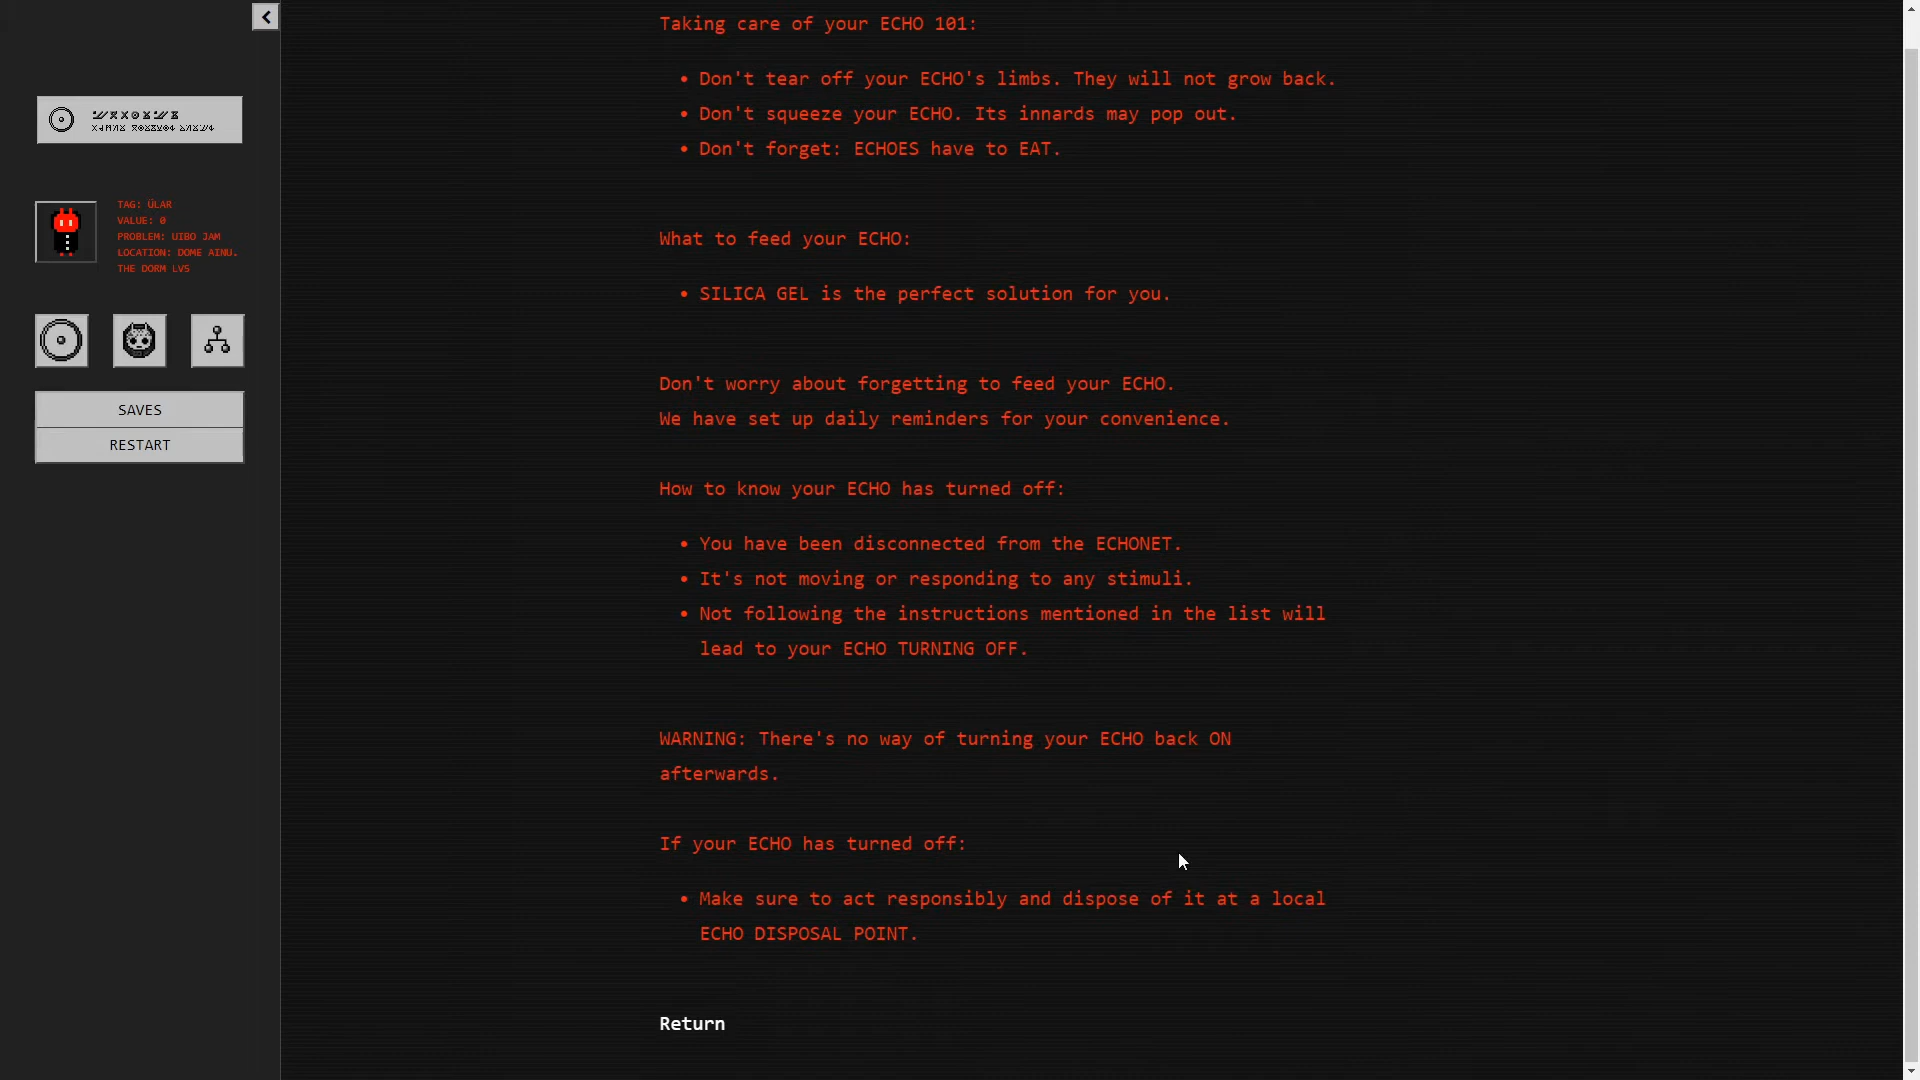 TAG: ÜLAR
VALUE: 0
PROBLEM: UIBO JAM
LOCATION: DOME AINU.
THE DORM LV5
SAVES
RESTART
Taking care of your ECHO 101:
• Don't tear off your ECHO's limbs. They will not grow back.
• Don't squeeze your ECHO. Its innards may pop out.
• Don't forget: ECHOES have to EAT.
What to feed your ECHO:
• SILICA GEL is the perfect solution for you.
Don't worry about forgetting to feed your ECHO.
We have set up daily reminders for your convenience.
How to know your ECHO has turned off:
• You have been disconnected from the ECHONET.
• It's not moving or responding to any stimuli.
• Not following the instructions mentioned in the list will
lead to your ECHO TURNING OFF.
WARNING: There's no way of turning your ECHO back ON
afterwards.
If your ECHO has turned off:
• Make sure to act responsibly and dispose of it at a local
ECHO DISPOSAL POINT.
Return